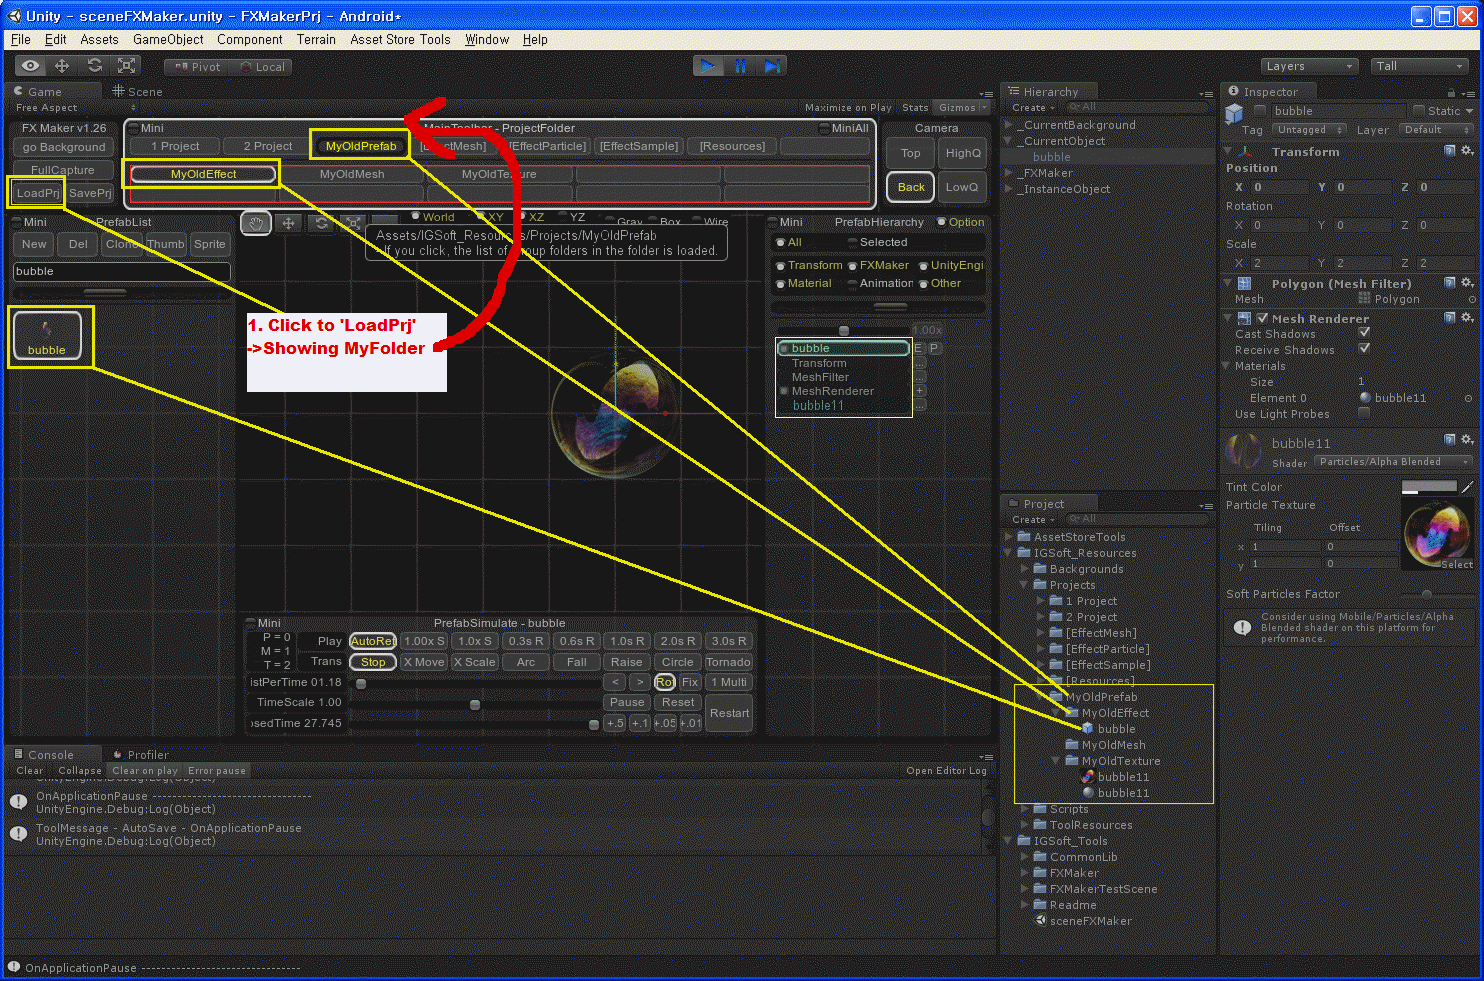 Unity - sceneFXMaker.unity - FXMakerPrj - Android*
File Edit Assets GameObject Component Terrain Asset Store Tools Window Help
Pivot Local Layers Tall
Game Scene
Free Aspect Maximize on Play Stats Gizmos
FX Maker v1.26
go Background
FullCapture
LoadPrj SavePrj
Mini MainToolbar - ProjectFolder MiniAll
1 Project 2 Project MyOldPrefab [EffectMesh] [EffectParticle] [EffectSample] [Resources]
MyOldEffect MyOldMesh MyOldTexture
Camera
Top HighQ
Back LowQ
Mini PrefabList
New Del Clone Thumb Sprite
bubble
bubble
World XY XZ YZ Gray Box Wire
Assets/IGSoft_Resources/Projects/MyOldPrefab
If you click, the list of group folders in the folder is loaded.
1. Click to 'LoadPrj'
->Showing MyFolder
Mini PrefabHierarchy Option
All Selected
Transform FXMaker UnityEngi
Material Animation Other
1.00x
bubble E P
Transform ...
MeshFilter ...
MeshRenderer +
bubble11 ...
Mini PrefabSimulate - bubble
P = 0
M = 1
T = 2
Play AutoRet 1.00x S 1.0x S 0.3s R 0.6s R 1.0s R 2.0s R 3.0s R
Trans Stop X Move X Scale Arc Fall Raise Circle Tornado
istPerTime 01.18 < > Ro Fix 1 Multi
TimeScale 1.00 Pause Reset Restart
osedTime 27.745 +.5 +.1 +.05 +.01
Console Profiler
Clear Collapse Clear on play Error pause Open Editor Log
UnityEngine.Debug:Log(Object)
OnApplicationPause --------------------------------
UnityEngine.Debug:Log(Object)
ToolMessage - AutoSave - OnApplicationPause
UnityEngine.Debug:Log(Object)
OnApplicationPause --------------------------------
Hierarchy
Create All
_CurrentBackground
_CurrentObject
bubble
_FXMaker
_InstanceObject
Project
Create All
AssetStoreTools
IGSoft_Resources
Backgrounds
Projects
1 Project
2 Project
[EffectMesh]
[EffectParticle]
[EffectSample]
[Resources]
MyOldPrefab
MyOldEffect
bubble
MyOldMesh
MyOldTexture
bubble11
bubble11
Scripts
ToolResources
IGSoft_Tools
CommonLib
FXMaker
FXMakerTestScene
Readme
sceneFXMaker
Inspector
bubble Static
Tag Untagged Layer Default
Transform
Position
X 0 Y 0 Z 0
Rotation
X 0 Y 0 Z 0
Scale
X 2 Y 2 Z 2
Polygon (Mesh Filter)
Mesh Polygon
Mesh Renderer
Cast Shadows
Receive Shadows
Materials
Size 1
Element 0 bubble11
Use Light Probes
bubble11
Shader Particles/Alpha Blended
Tint Color
Particle Texture
Tiling Offset
x 1 0
y 1 0
Select
Soft Particles Factor
Consider using Mobile/Particles/Alpha
Blended shader on this platform for
performance.